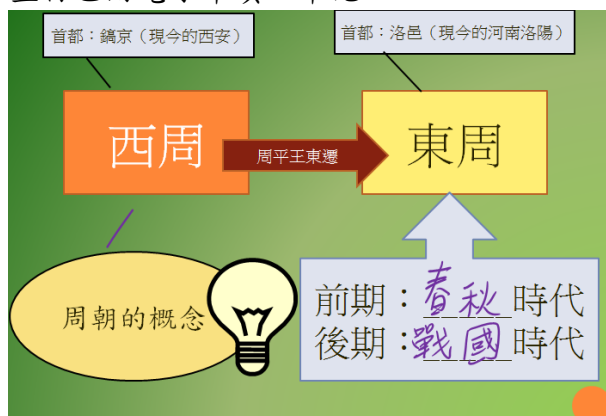 首都：鎬京（現今的西安）
首都：洛邑（現今的河南洛陽）
西周
周平王東遷
東周
周朝的概念
前期：春秋時代
後期：戰國時代